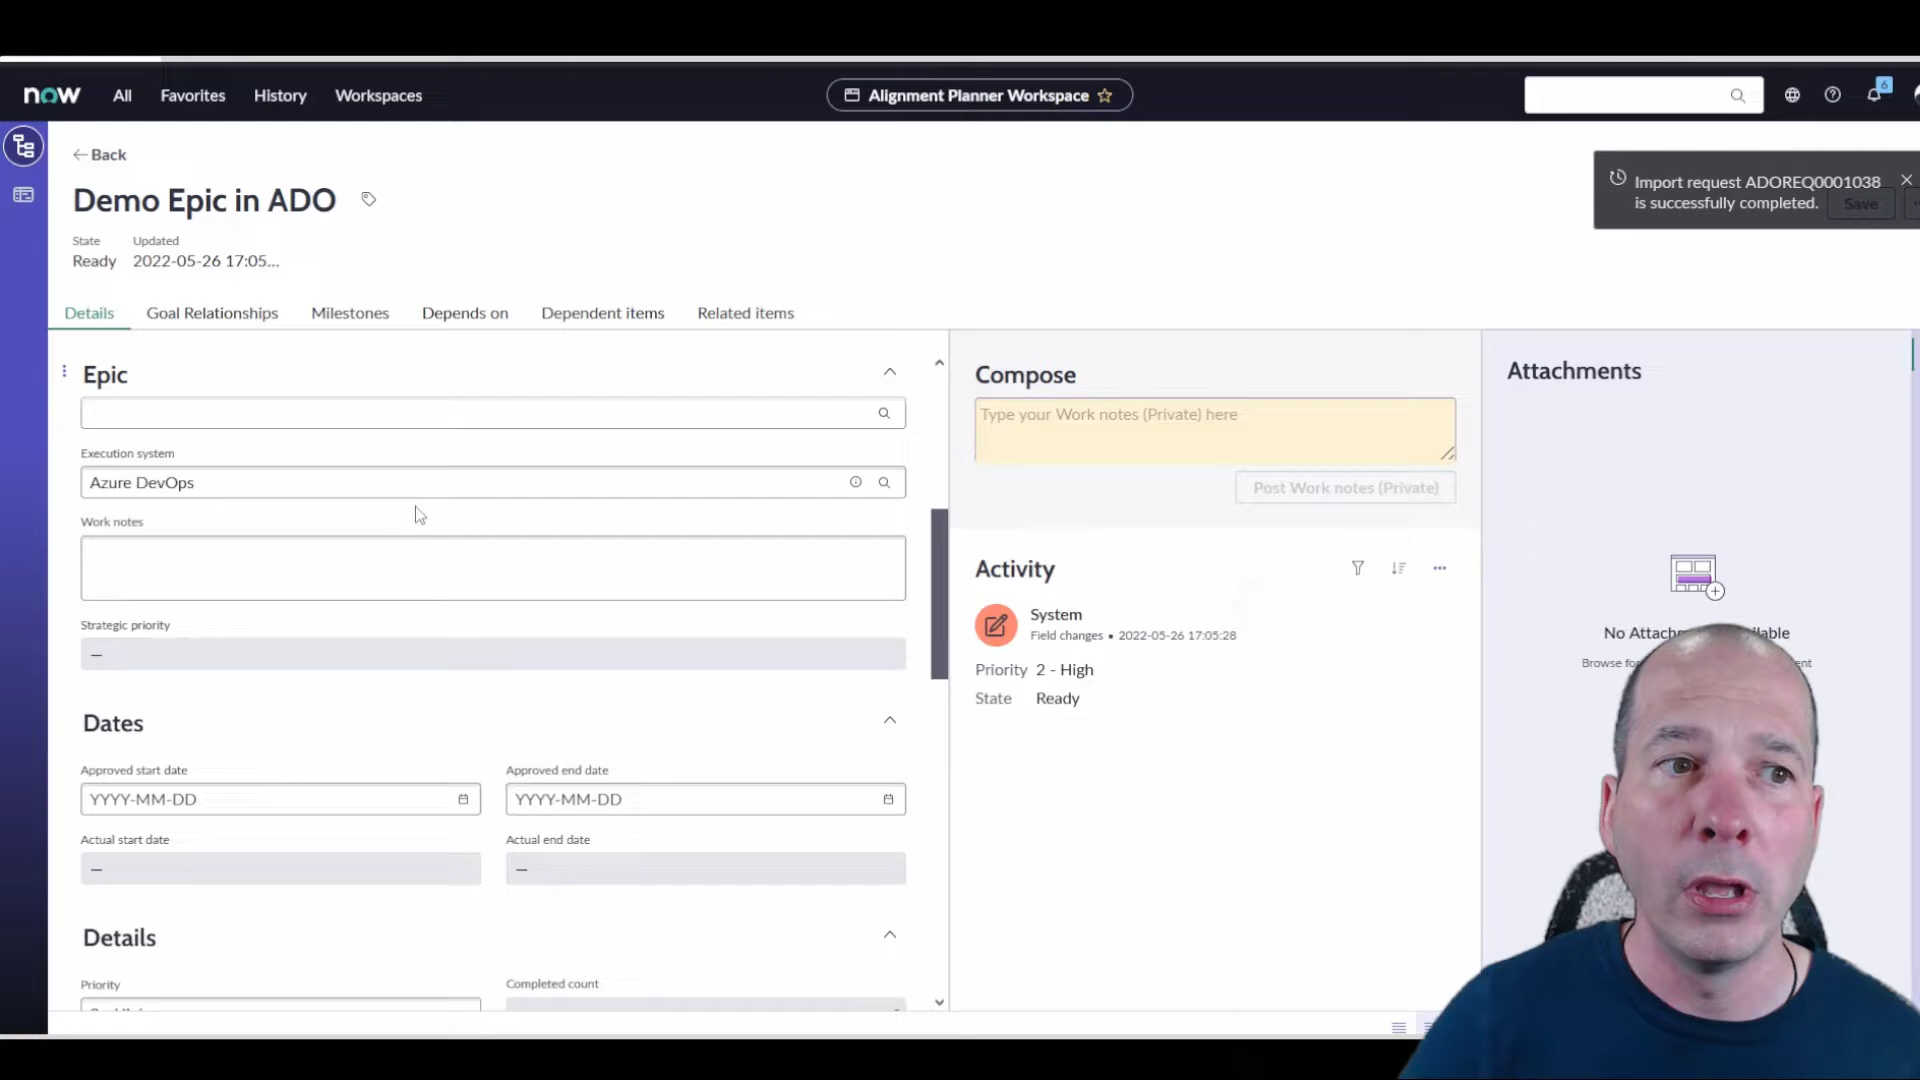 now All Favorites History Workspaces
Alignment Planner Workspace
6
Back
Demo Epic in ADO
State Updated
Ready 2022-05-26 17:05...
Import request ADOREQ0001038
is successfully completed.
Save
Details Goal Relationships Milestones Depends on Dependent items Related items
Epic
Execution system
Azure DevOps
Work notes
Strategic priority
—
Dates
Approved start date Approved end date
YYYY-MM-DD YYYY-MM-DD
Actual start date Actual end date
— —
Details
Priority Completed count
Compose
Type your Work notes (Private) here
Post Work notes (Private)
Activity
System
Field changes • 2022-05-26 17:05:28
Priority 2 - High
State Ready
Attachments
No
Browse